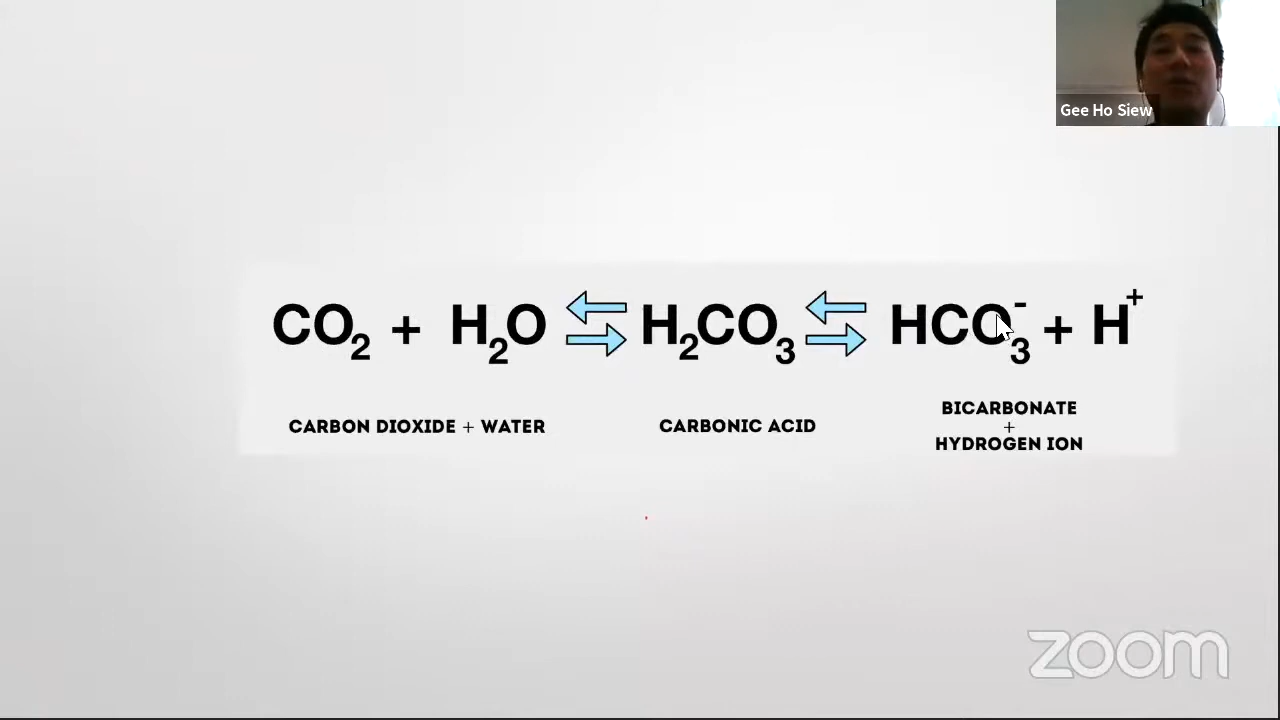 Gee Ho Siew
CO₂ + H₂O ⇄ H₂CO₃ ⇄ HCO₃⁻ + H⁺
CARBON DIOXIDE + WATER
CARBONIC ACID
BICARBONATE
+
HYDROGEN ION
zoom